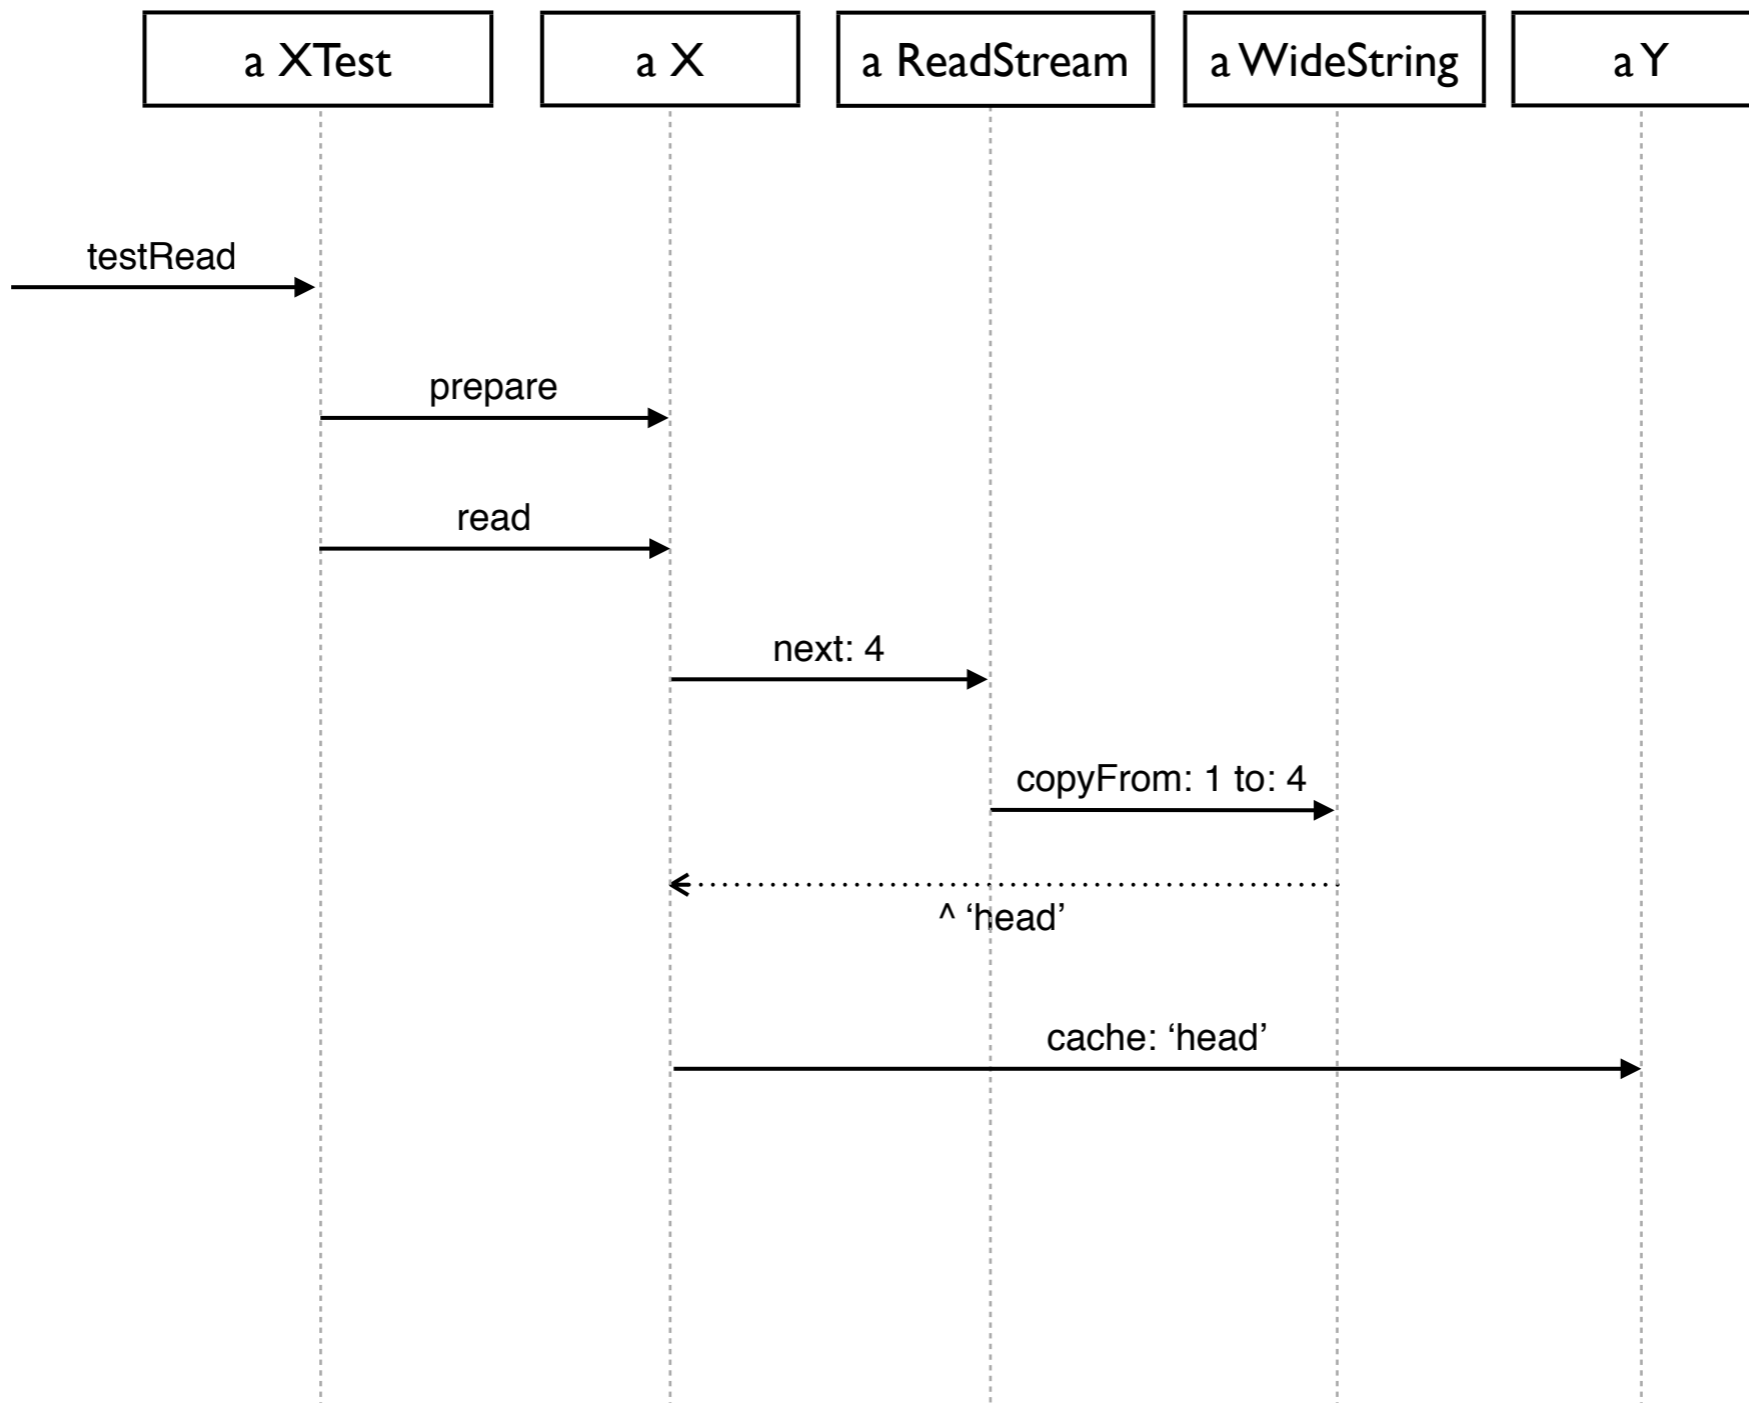 a XTest
a X
a ReadStream
a WideString
a Y
testRead
prepare
read
next: 4
copyFrom: 1 to: 4
^ ‘head’
cache: ‘head’